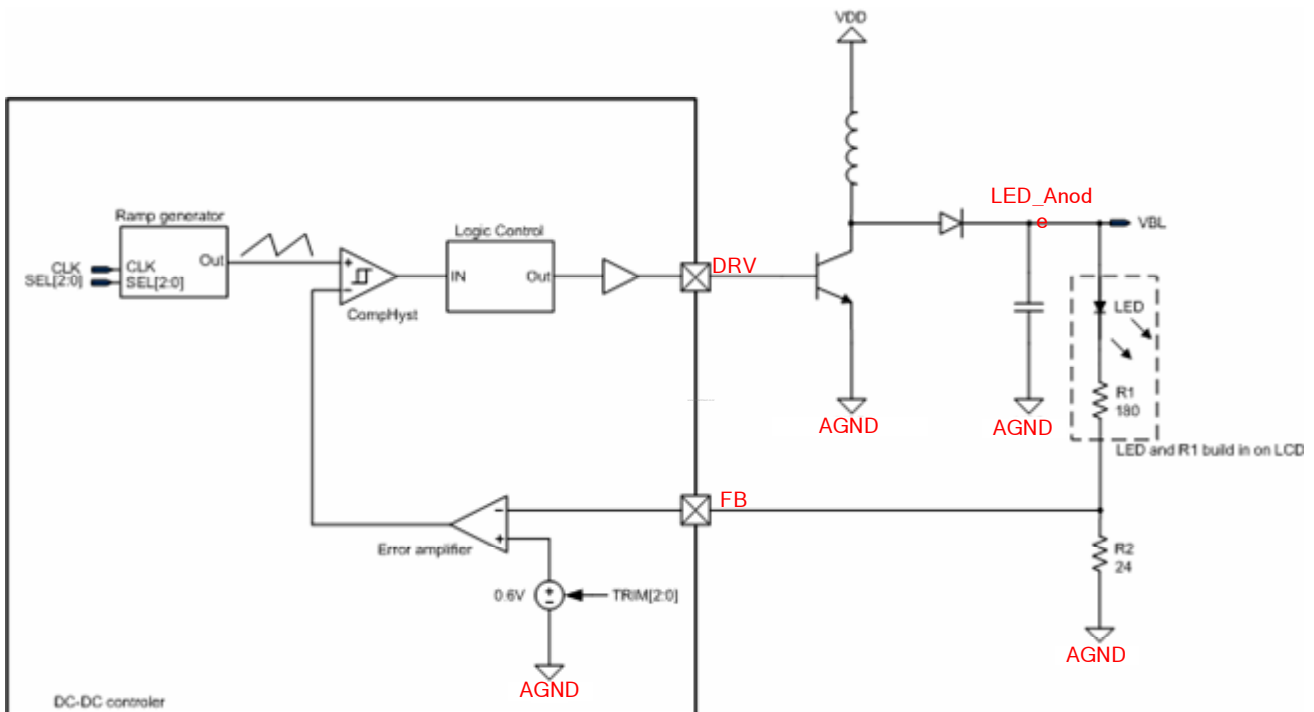 VDD
LED_Anod
VBL
Ramp generator
Out
CLK
SEL[2:0]
CLK
SEL[2:0]
CompHyst
Logic Control
IN
Out
DRV
LED
R1
180
LED and R1 build in on LCD
AGND
AGND
FB
Error amplifier
0.6V
TRIM[2:0]
AGND
R2
24
AGND
DC-DC controler